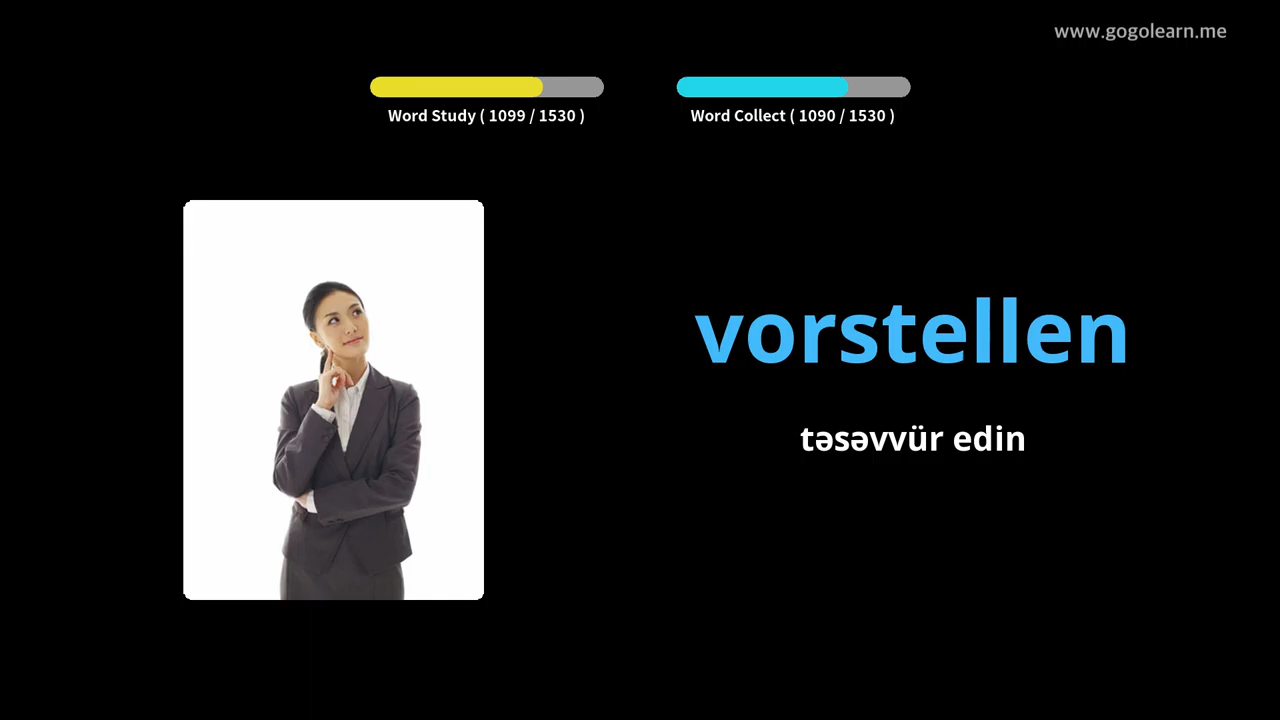 www.gogolearn.me
Word Study ( 1099 / 1530 )
Word Collect ( 1090 / 1530 )
vorstellen
təsəvvür edin